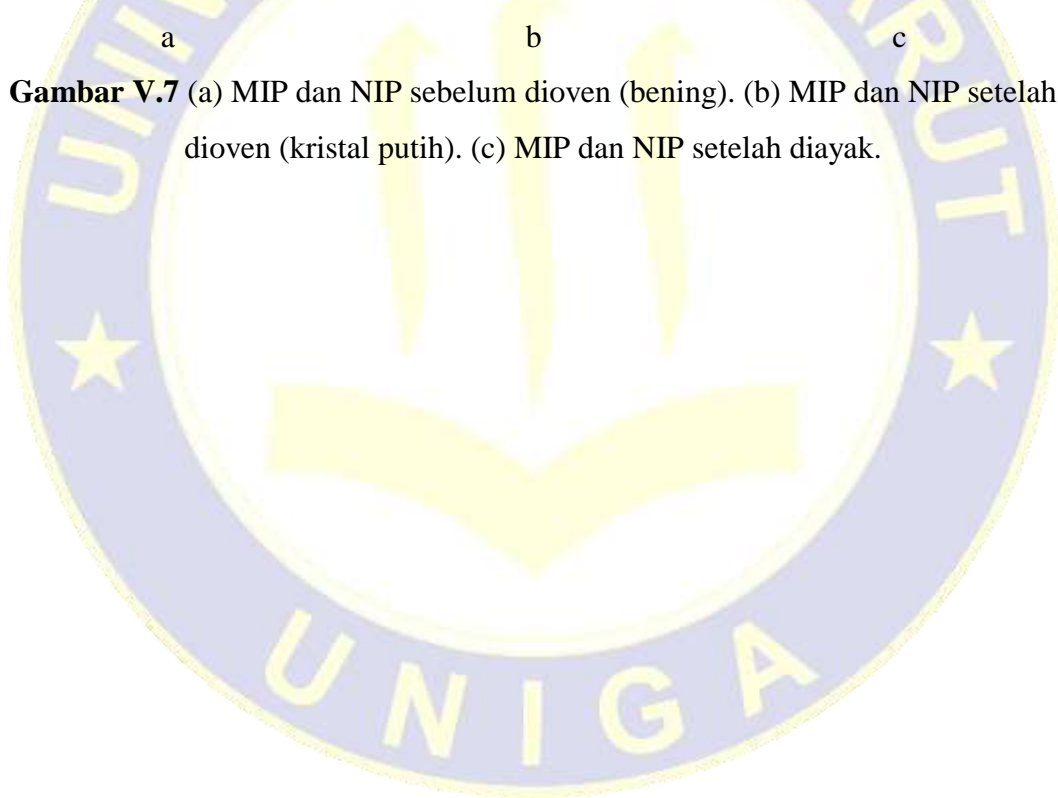 a b c
Gambar V.7 (a) MIP dan NIP sebelum dioven (bening). (b) MIP dan NIP setelah
dioven (kristal putih). (c) MIP dan NIP setelah diayak.
UNIGA